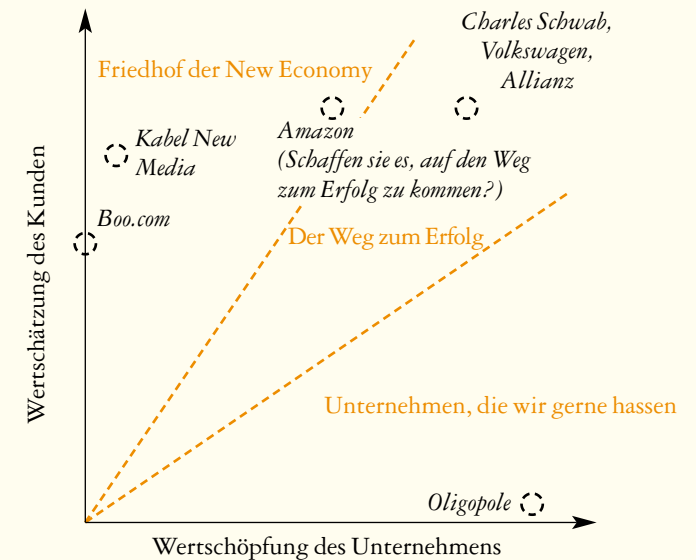 Charles Schwab,
Volkswagen,
Allianz
Friedhof der New Economy
Amazon
(Schaffen sie es, auf den Weg
zum Erfolg zu kommen?)
Kabel New
Media
Boo.com
Der Weg zum Erfolg
Wertschätzung des Kunden
Unternehmen, die wir gerne hassen
Oligopole
Wertschöpfung des Unternehmens